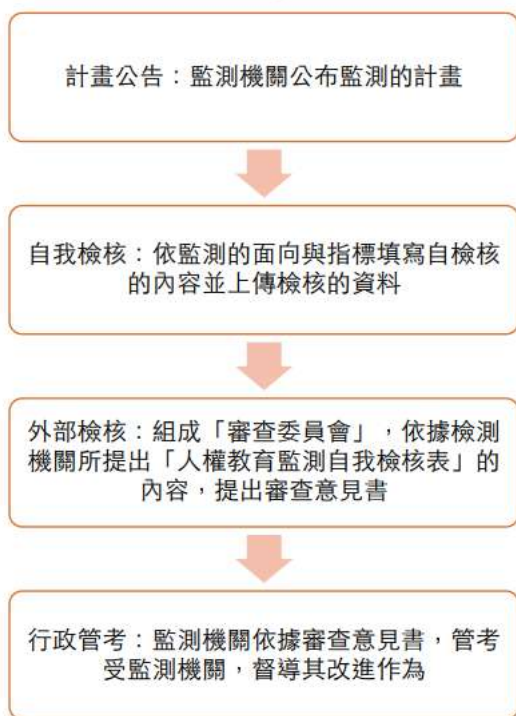 計畫公告：監測機關公布監測的計畫
自我檢核：依監測的面向與指標填寫自檢核
的內容並上傳檢核的資料
外部檢核：組成「審查委員會」，依據檢測
機關所提出「人權教育監測自我檢核表」的
內容，提出審查意見書
行政管考：監測機關依據審查意見書，管考
受監測機關，督導其改進作為